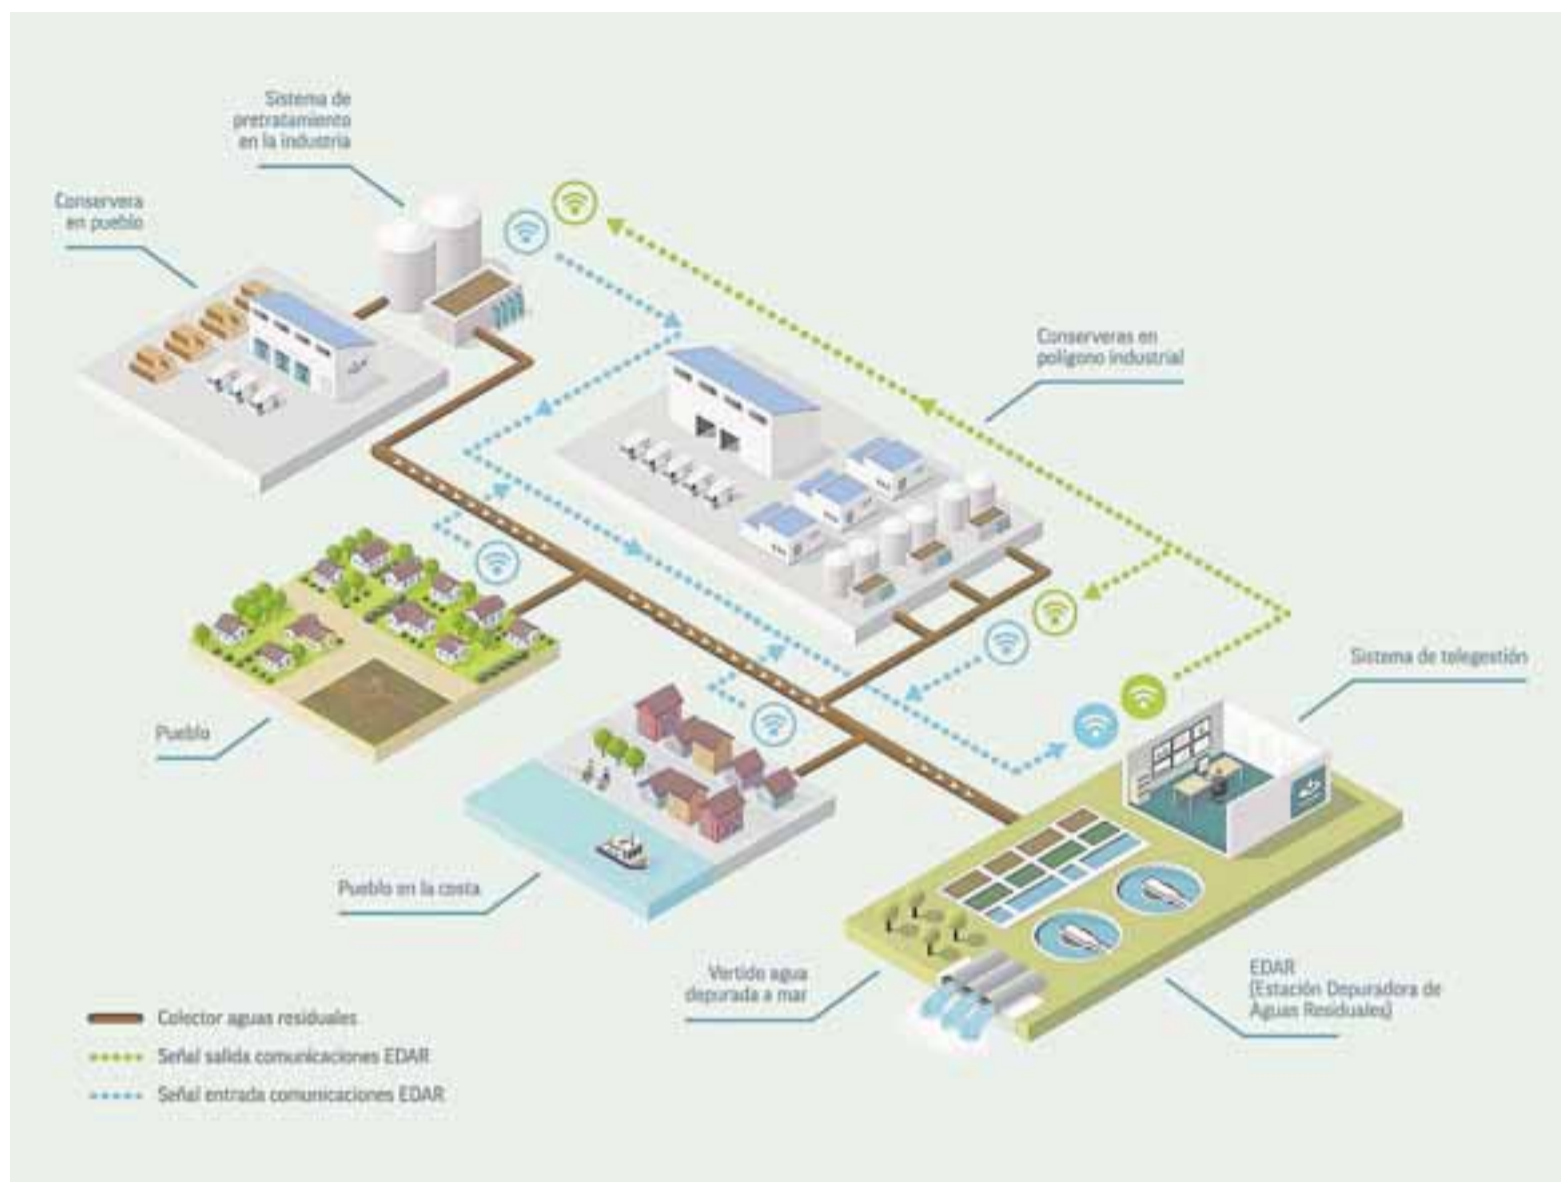 Sistema de
pretratamiento
en la industria
Conservera
en pueblo
Conserveras en
polígono industrial
Sistema de telegestión
Pueblo
Pueblo en la costa
Vertido agua
depurada a mar
EDAR
(Estación Depuradora de
Aguas Residuales)
Colector aguas residuales
Señal salida comunicaciones EDAR
Señal entrada comunicaciones EDAR